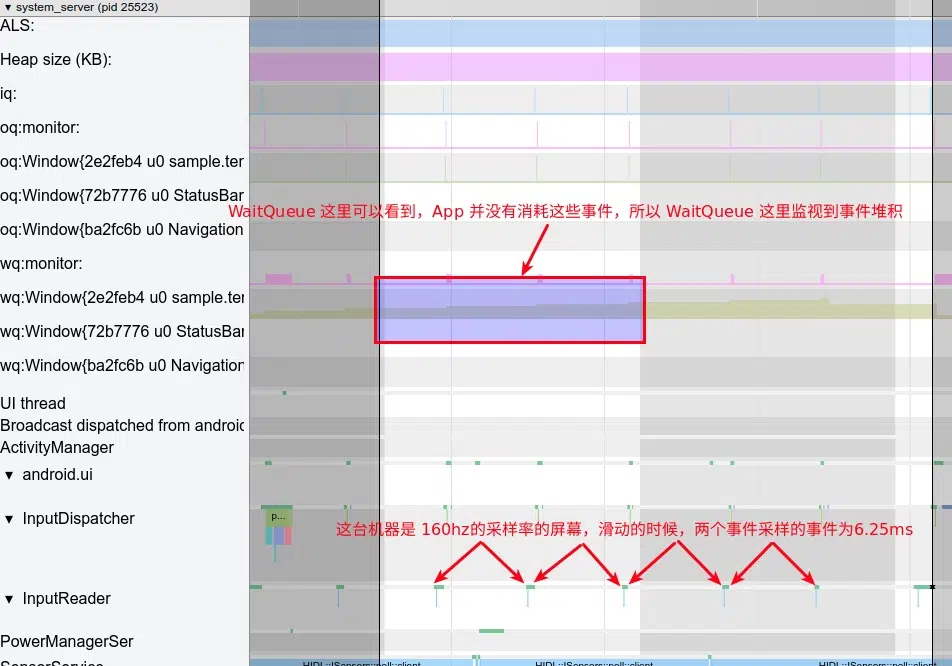 ▼ system_server (pid 25523)
ALS:
Heap size (KB):
iq:
oq:monitor:
oq:Window{2e2feb4 u0 sample.ter
oq:Window{72b7776 u0 StatusBar
WaitQueue 这里可以看到，App 并没有消耗这些事件，所以 WaitQueue 这里监视到事件堆积
oq:Window{ba2fc6b u0 Navigation
wq:monitor:
wq:Window{2e2feb4 u0 sample.ter
wq:Window{72b7776 u0 StatusBar
wq:Window{ba2fc6b u0 Navigation
UI thread
Broadcast dispatched from android
ActivityManager
▼ android.ui
▼ InputDispatcher
P...
这台机器是 160hz的采样率的屏幕，滑动的时候，两个事件采样的事件为6.25ms
▼ InputReader
PowerManagerSer
SensorService
HIDL::ISensors::poll::client
HIDL::ISensors::poll::client
HIDL::ISensors::poll::client